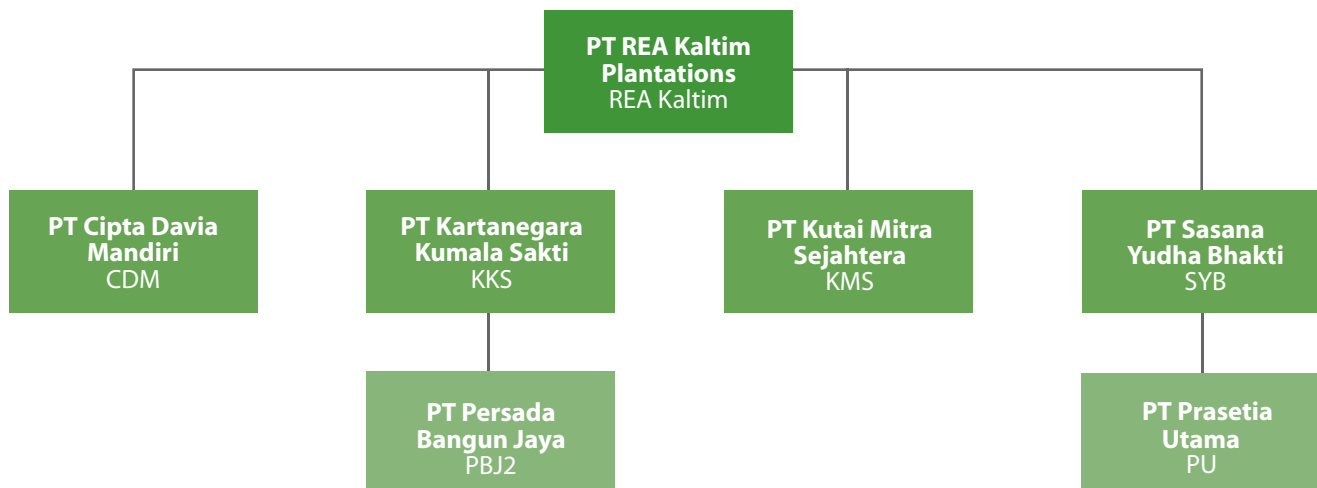 PT REA Kaltim
Plantations
REA Kaltim
PT Cipta Davia
Mandiri
CDM
PT Kartanegara
Kumala Sakti
KKS
PT Kutai Mitra
Sejahtera
KMS
PT Sasana
Yudha Bhakti
SYB
PT Persada
Bangun Jaya
PBJ2
PT Prasetia
Utama
PU